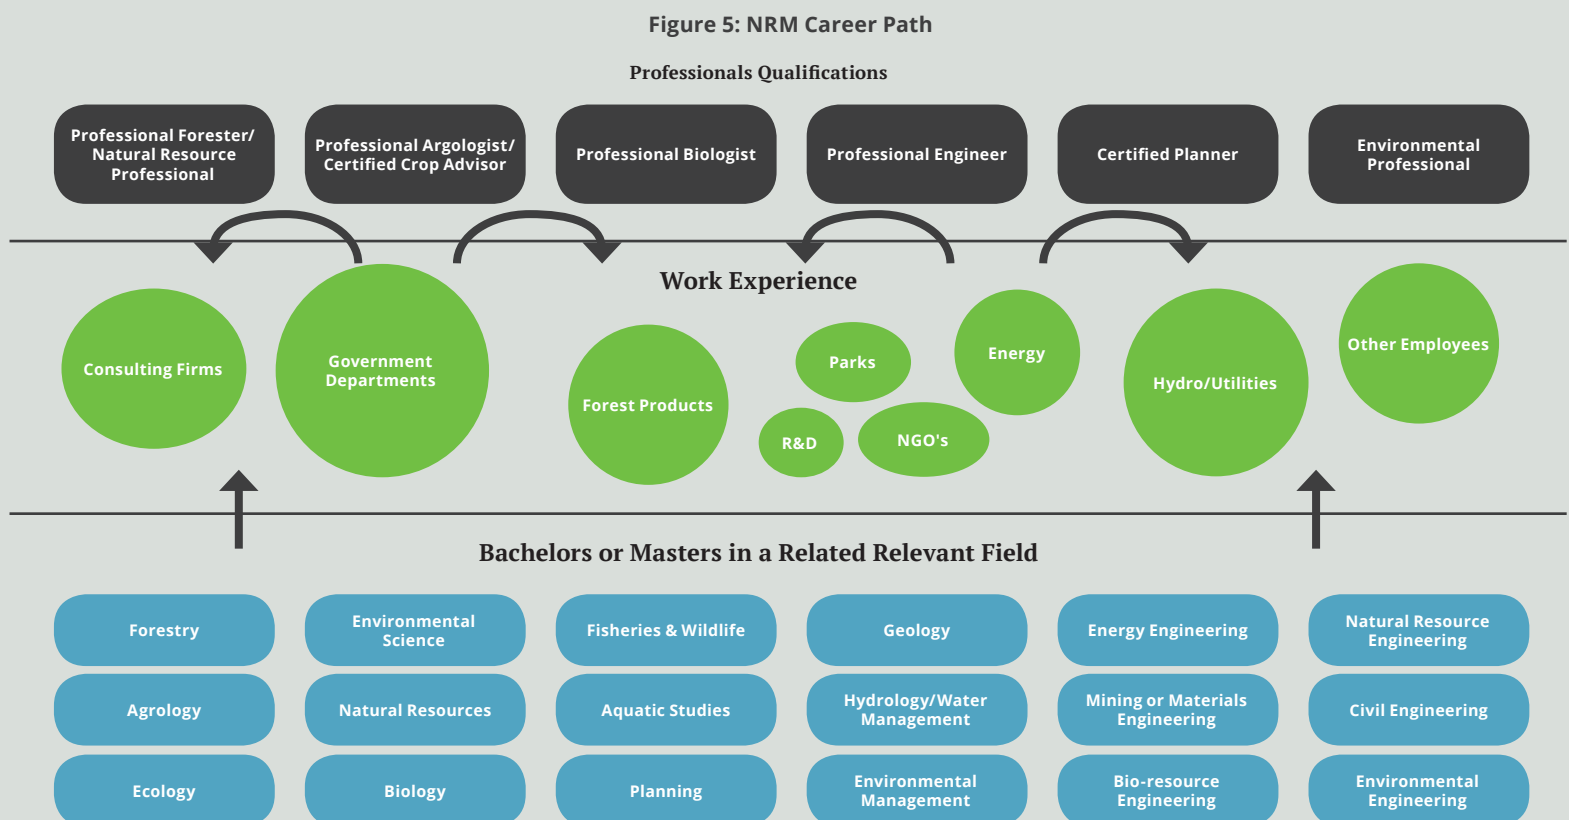 Figure 5: NRM Career Path
Professionals Qualifications
Professional Forester/
Natural Resource
Professional
Professional Argologist/
Certified Crop Advisor
Professional Biologist
Professional Engineer
Certified Planner
Environmental
Professional
Work Experience
Consulting Firms
Government
Departments
Forest Products
Parks
R&D
NGO's
Energy
Hydro/Utilities
Other Employees
Bachelors or Masters in a Related Relevant Field
Forestry
Environmental
Science
Fisheries & Wildlife
Geology
Energy Engineering
Natural Resource
Engineering
Agrology
Natural Resources
Aquatic Studies
Hydrology/Water
Management
Mining or Materials
Engineering
Civil Engineering
Ecology
Biology
Planning
Environmental
Management
Bio-resource
Engineering
Environmental
Engineering